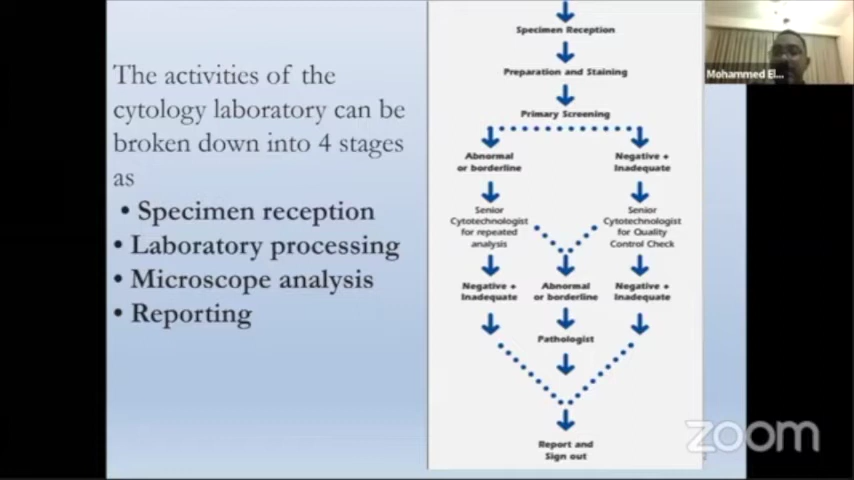 The activities of the
cytology laboratory can be
broken down into 4 stages
as
• Specimen reception
• Laboratory processing
• Microscope analysis
• Reporting
Specimen Reception
Preparation and Staining
Primary Screening
Abnormal
or borderline
Negative +
Inadequate
Senior
Cytotechnologist
for repeated
analysis
Senior
Cytotechnologist
for Quality
Control Check
Negative +
Inadequate
Abnormal
or borderline
Negative +
Inadequate
Pathologist
Report and
Sign out
Mohammed El...
zoom